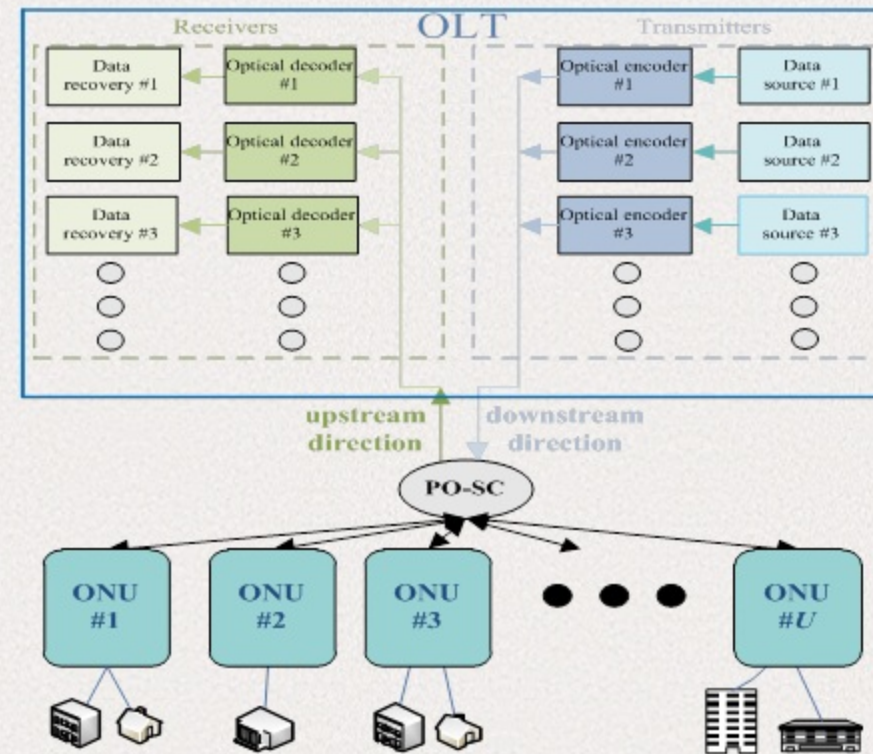 OLT
Receivers
Transmitters
Data
recovery #1
Optical decoder
#1
Optical encoder
#1
Data
source #1
Data
recovery #2
Optical decoder
#2
Optical encoder
#2
Data
source #2
Data
recovery #3
Optical decoder
#3
Optical encoder
#3
Data
source #3
upstream
direction
downstream
direction
PO-SC
ONU
#1
ONU
#2
ONU
#3
ONU
#U